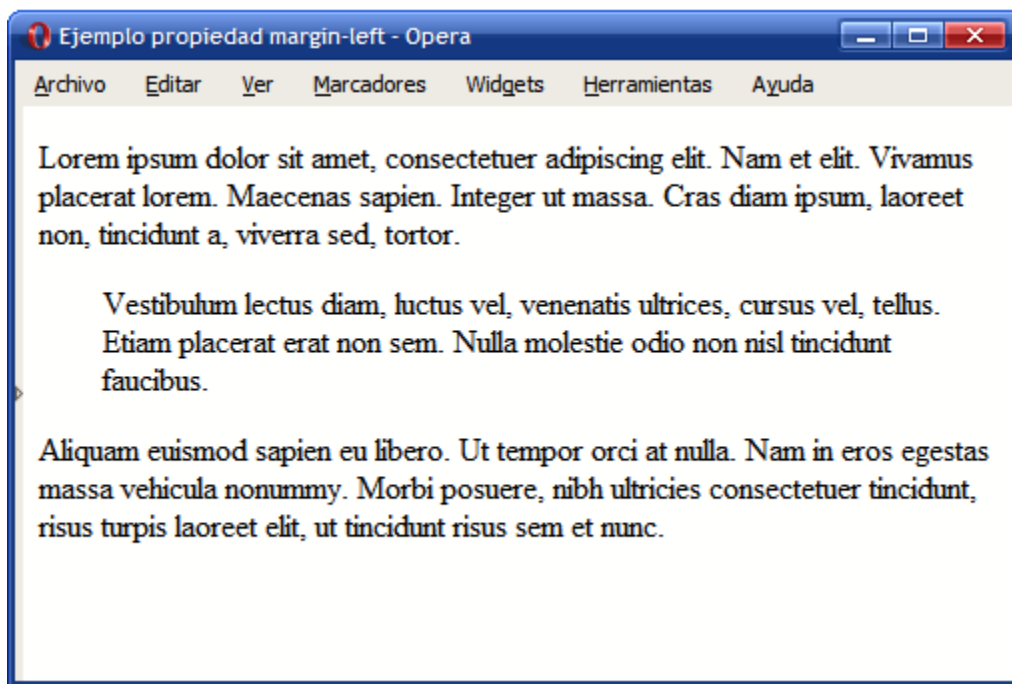 Ejemplo propiedad margin-left - Opera
Archivo Editar Ver Marcadores Widgets Herramientas Ayuda
Lorem ipsum dolor sit amet, consectetuer adipiscing elit. Nam et elit. Vivamus
placerat lorem. Maecenas sapien. Integer ut massa. Cras diam ipsum, laoreet
non, tincidunt a, viverra sed, tortor.
Vestibulum lectus diam, luctus vel, venenatis ultrices, cursus vel, tellus.
Etiam placerat erat non sem. Nulla molestie odio non nisl tincidunt
faucibus.
Aliquam euismod sapien eu libero. Ut tempor orci at nulla. Nam in eros egestas
massa vehicula nonummy. Morbi posuere, nibh ultricies consectetuer tincidunt,
risus turpis laoreet elit, ut tincidunt risus sem et nunc.